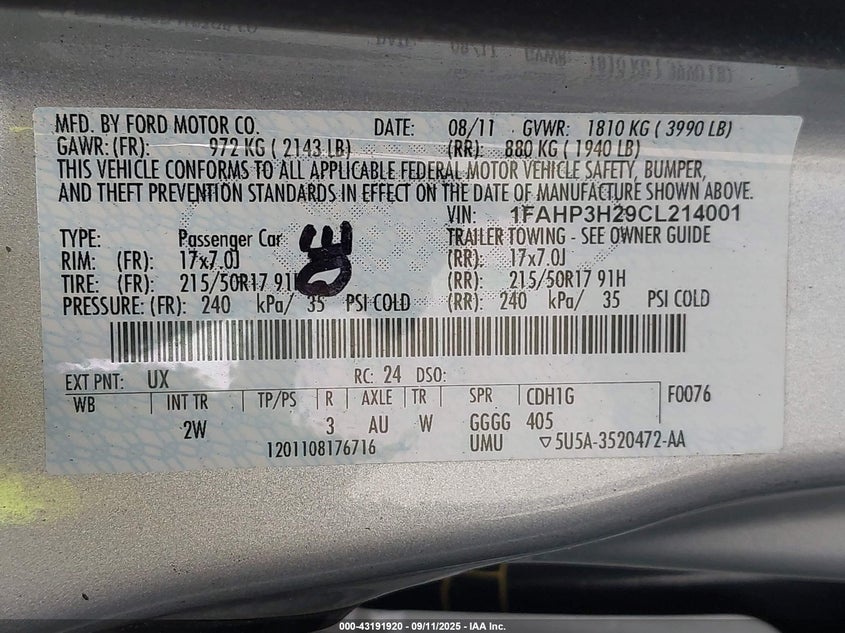 MFD. BY FORD MOTOR CO. DATE: 08/11 GVWR: 1810 KG ( 3990 LB)
GAWR: (FR): 972 KG ( 2143 LB) (RR): 880 KG ( 1940 LB)
THIS VEHICLE CONFORMS TO ALL APPLICABLE FEDERAL MOTOR VEHICLE SAFETY, BUMPER,
AND THEFT PREVENTION STANDARDS IN EFFECT ON THE DATE OF MANUFACTURE SHOWN ABOVE.
VIN: 1FAHP3H29CL214001
TYPE: Passenger Car TRAILER TOWING - SEE OWNER GUIDE
RIM: (FR): 17x7.0J (RR): 17x7.0J
TIRE: (FR): 215/50R17 91H (RR): 215/50R17 91H
PRESSURE: (FR): 240 kPa/ 35 PSI COLD (RR): 240 kPa/ 35 PSI COLD
EXT PNT: UX RC: 24 DSO:
WB INT TR TP/PS R AXLE TR SPR CDH1G F0076
2W 3 AU W GGGG 405
1201108176716 UMU ▽5U5A-3520472-AA
000-43191920 - 09/11/2025 - IAA Inc.